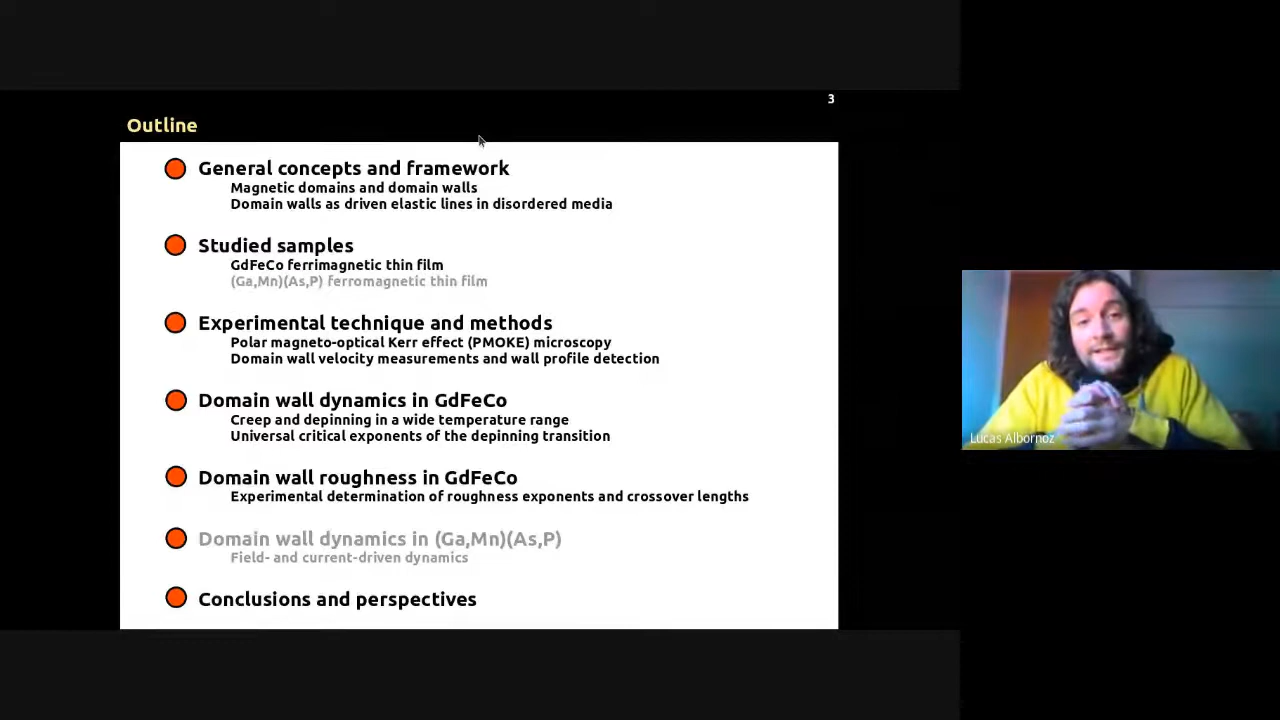 3
Outline
General concepts and framework
Magnetic domains and domain walls
Domain walls as driven elastic lines in disordered media
Studied samples
GdFeCo ferrimagnetic thin film
(Ga,Mn)(As,P) ferromagnetic thin film
Experimental technique and methods
Polar magneto-optical Kerr effect (PMOKE) microscopy
Domain wall velocity measurements and wall profile detection
Domain wall dynamics in GdFeCo
Creep and depinning in a wide temperature range
Universal critical exponents of the depinning transition
Domain wall roughness in GdFeCo
Experimental determination of roughness exponents and crossover lengths
Domain wall dynamics in (Ga,Mn)(As,P)
Field- and current-driven dynamics
Conclusions and perspectives
Lucas Albornoz